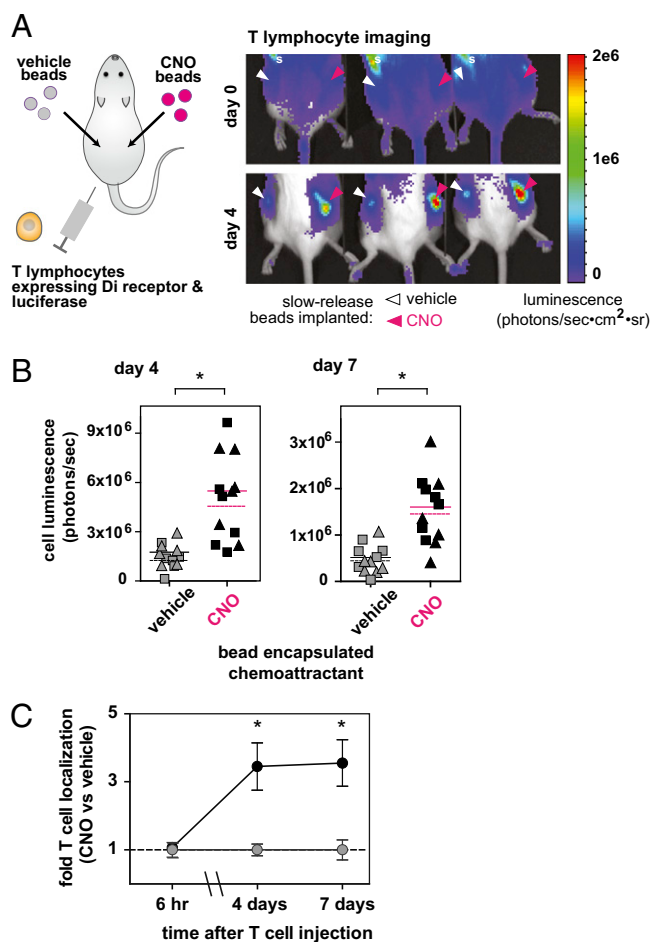 A
vehicle
beads
CNO
beads
T lymphocytes
expressing Di receptor &
luciferase
T lymphocyte imaging
day 0
s
s
s
day 4
2e6
1e6
0
slow-release
beads implanted:
vehicle
CNO
luminescence
(photons/sec•cm²•sr)
B
day 4
day 7
*
*
cell luminescence
(photons/sec)
9x10⁶
6x10⁶
3x10⁶
0
3x10⁶
2x10⁶
1x10⁶
0
vehicle
CNO
vehicle
CNO
bead encapsulated
chemoattractant
C
fold T cell localization
(CNO vs vehicle)
5
3
1
*
*
6 hr
4 days
7 days
time after T cell injection